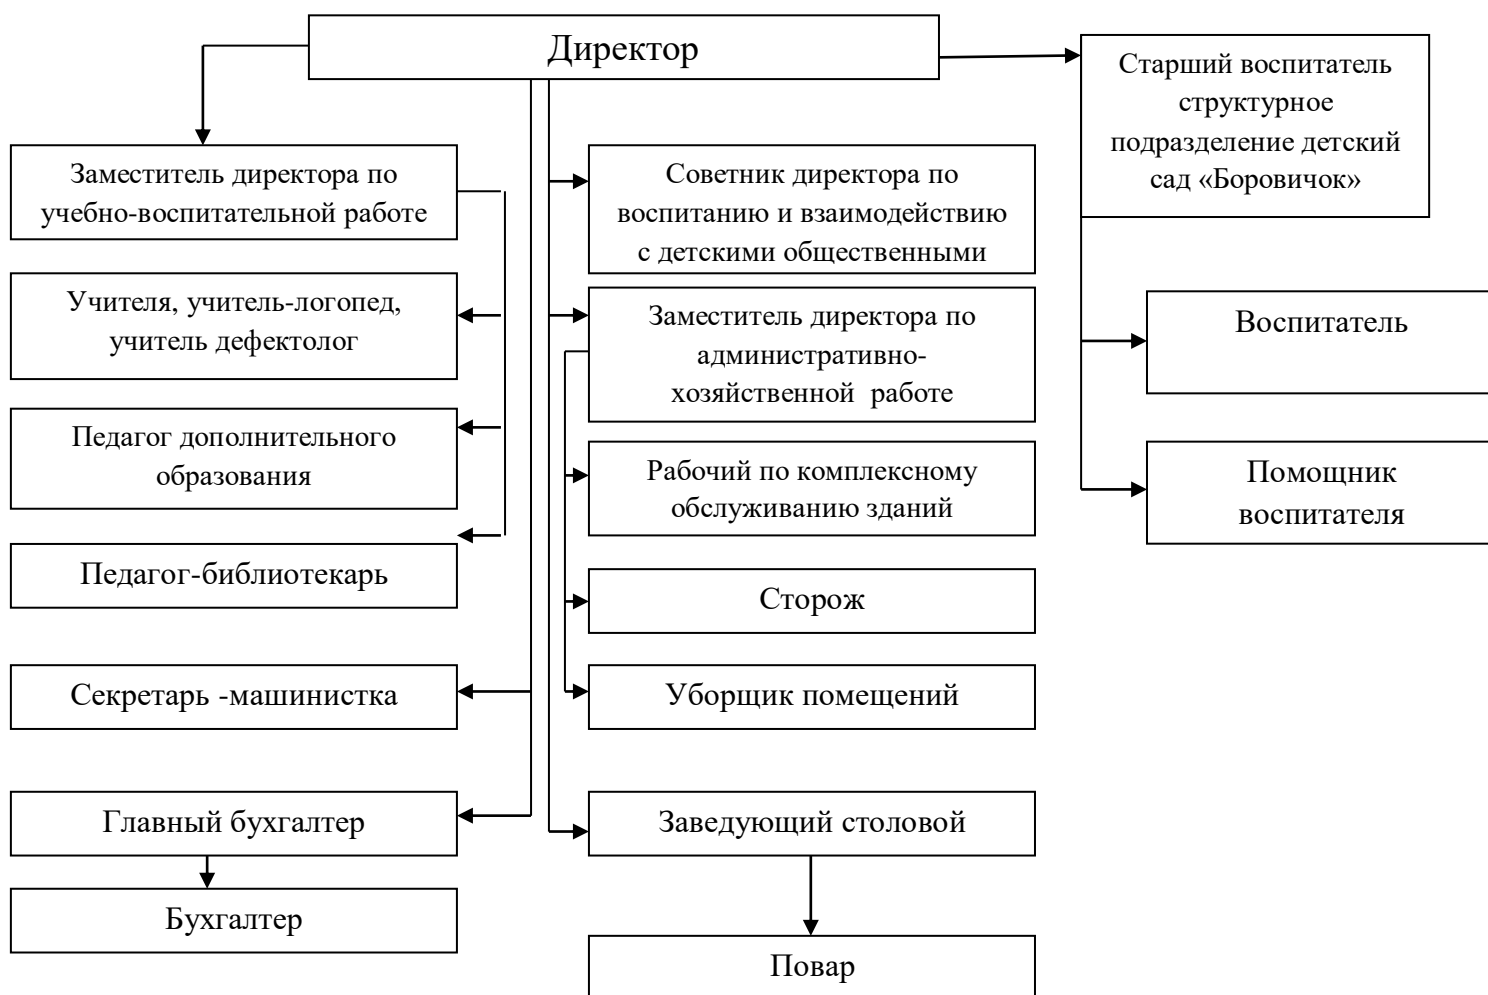 Директор
Старший воспитатель
структурное
подразделение детский
сад «Боровичок»
Заместитель директора по
учебно-воспитательной работе
Советник директора по
воспитанию и взаимодействию
с детскими общественными
Учителя, учитель-логопед,
учитель дефектолог
Заместитель директора по
административно-
хозяйственной работе
Воспитатель
Педагог дополнительного
образования
Рабочий по комплексному
обслуживанию зданий
Помощник
воспитателя
Педагог-библиотекарь
Сторож
Секретарь -машинистка
Уборщик помещений
Главный бухгалтер
Заведующий столовой
Бухгалтер
Повар